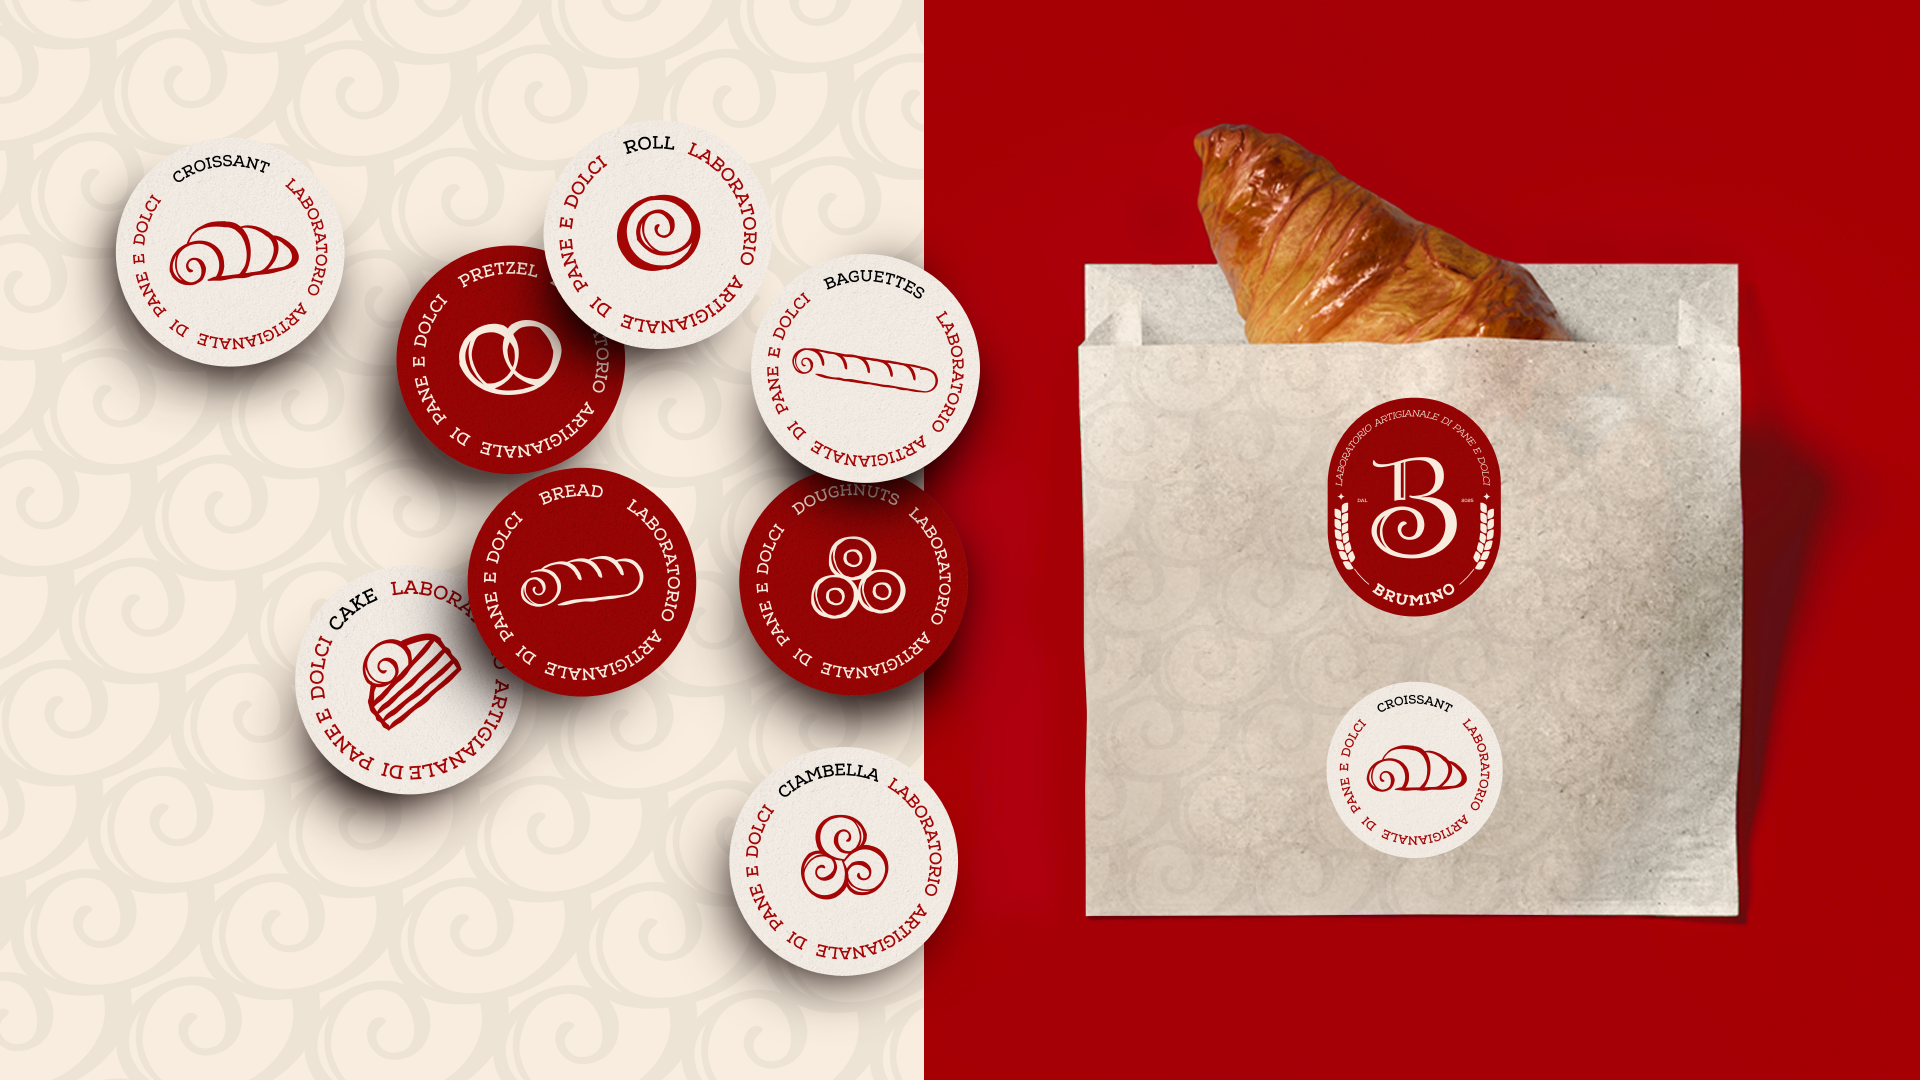 CROISSANT LABORATORIO ARTIGIANALE DI PANE E DOLCI
ROLL LABORATORIO ARTIGIANALE DI PANE E DOLCI
PRETZEL ARTIGIANALE DI PANE E DOLCI
BAGUETTES LABORATORIO ARTIGIANALE DI PANE E DOLCI
BREAD LABORATORIO ARTIGIANALE DI PANE E DOLCI
DOUGHNUTS LABORATORIO ARTIGIANALE DI PANE E DOLCI
CAKE ARTIGIANALE DI PANE E DOLCI
CIAMBELLA LABORATORIO ARTIGIANALE DI PANE E DOLCI
LABORATORIO ARTIGIANALE DI PANE E DOLCI
B
DAL
BRUMINO
CROISSANT LABORATORIO ARTIGIANALE DI PANE E DOLCI